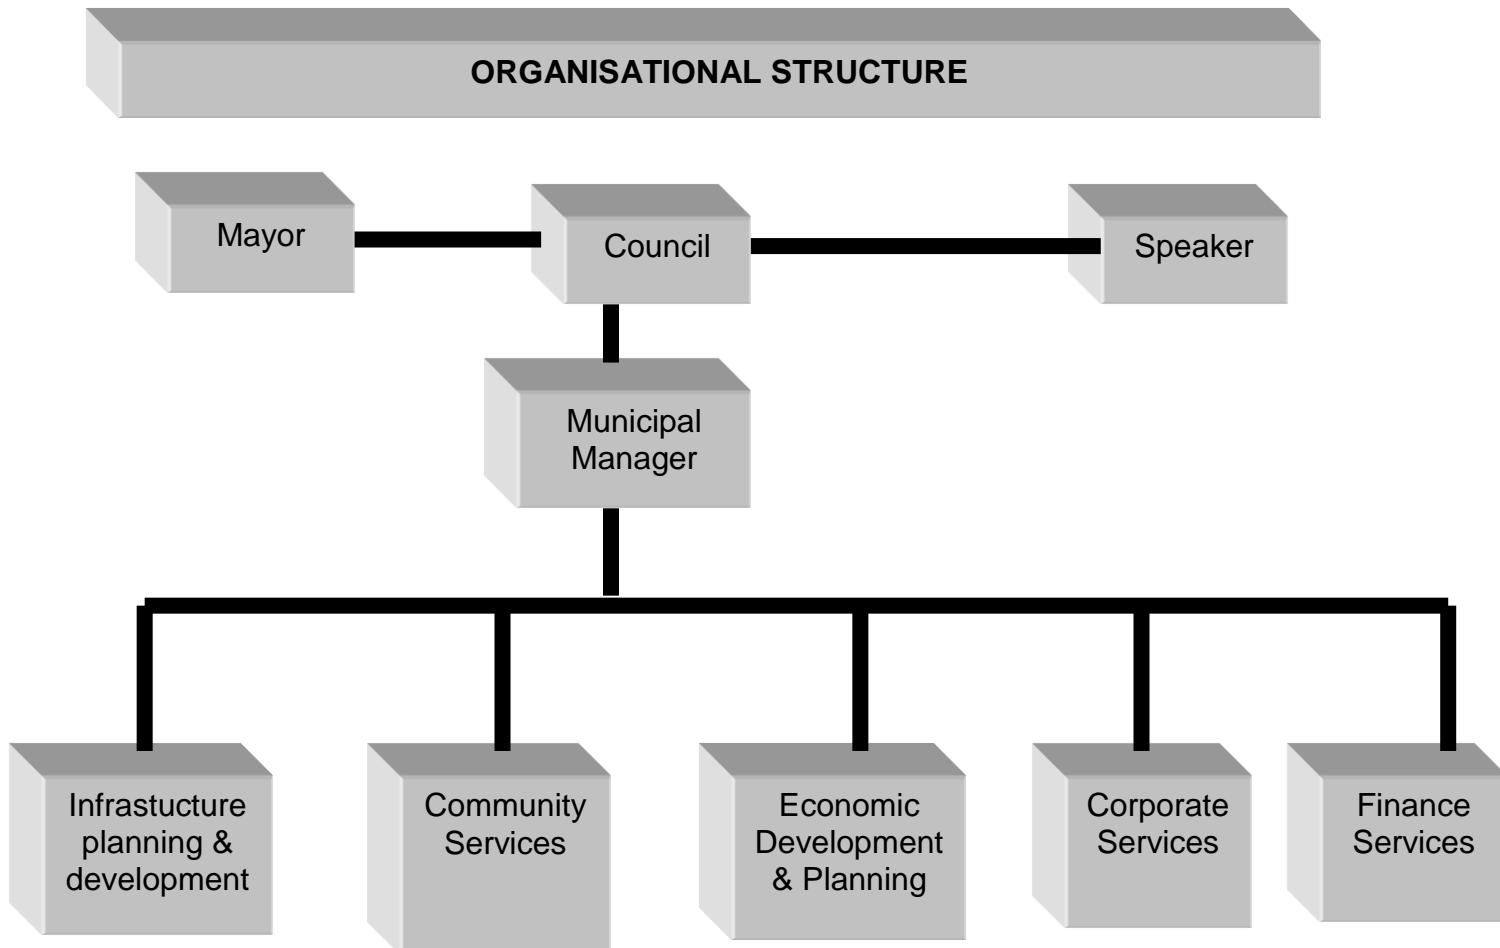 ORGANISATIONAL STRUCTURE
Mayor
Council
Speaker
Municipal
Manager
Infrastucture
planning &
development
Community
Services
Economic
Development
& Planning
Corporate
Services
Finance
Services